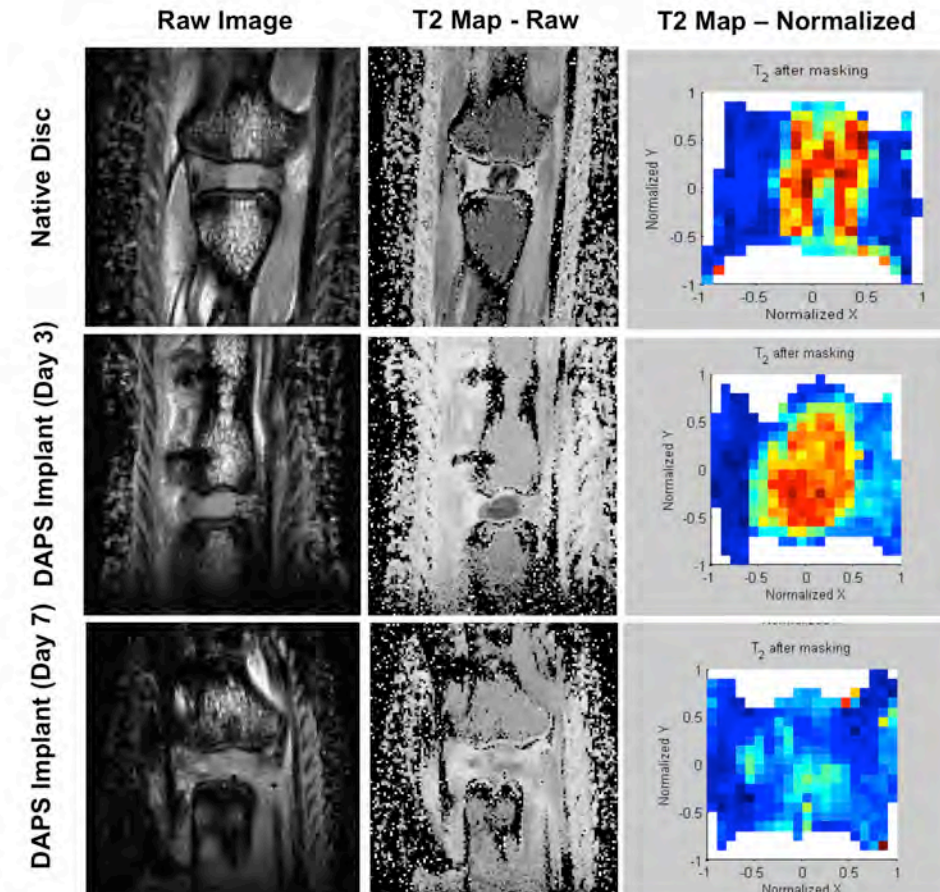 Raw Image
T2 Map - Raw
T2 Map – Normalized
Native Disc
T2 after masking
1
0.5
0
-0.5
-1
Normalized Y
-1 -0.5 0 0.5 1
Normalized X
DAPS Implant (Day 3)
T2 after masking
1
0.5
0
-0.5
-1
Normalized Y
-1 -0.5 0 0.5 1
Normalized X
DAPS Implant (Day 7)
T2 after masking
1
0.5
0
-0.5
-1
Normalized Y
-1 -0.5 0 0.5 1
Normalized X